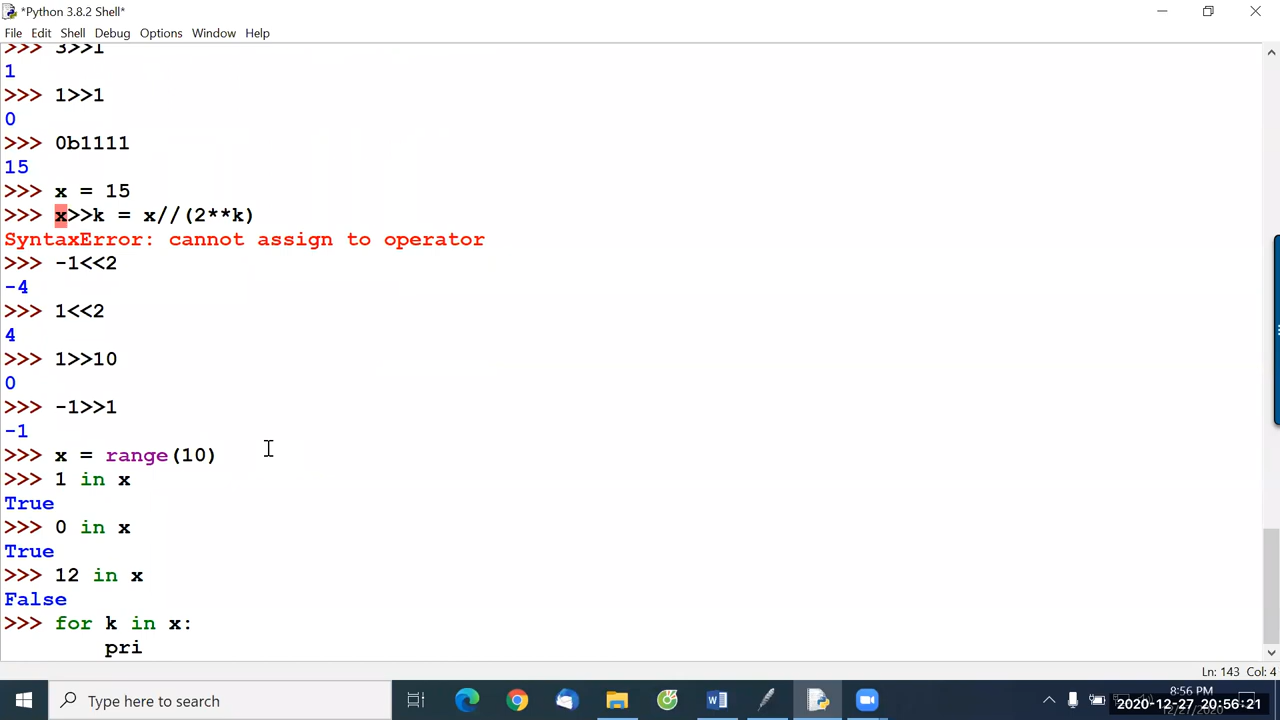 *Python 3.8.2 Shell*
File Edit Shell Debug Options Window Help
>>> 3>>1
1
>>> 1>>1
0
>>> 0b1111
15
>>> x = 15
>>> x>>k = x//(2**k)
SyntaxError: cannot assign to operator
>>> -1<<2
-4
>>> 1<<2
4
>>> 1>>10
0
>>> -1>>1
-1
>>> x = range(10)
>>> 1 in x
True
>>> 0 in x
True
>>> 12 in x
False
>>> for k in x:
pri
Ln: 143 Col: 4
Type here to search
8:56 PM
2020-12-27 20:56:21